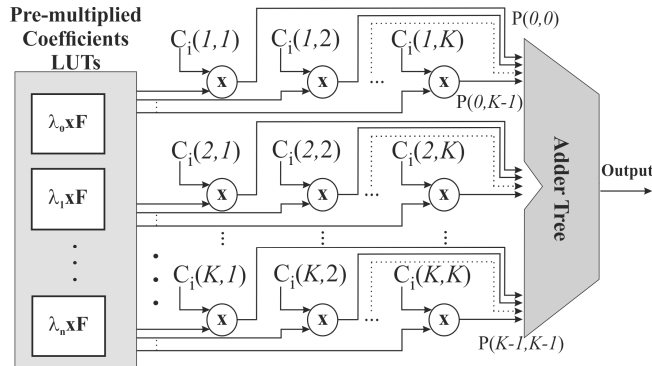 Pre-multiplied
Coefficients
LUTs
λ₀xF
λ₁xF
λₙxF
Cᵢ(1,1) Cᵢ(1,2) Cᵢ(1,K)
x x ... x
Cᵢ(2,1) Cᵢ(2,2) Cᵢ(2,K)
x x ... x
Cᵢ(K,1) Cᵢ(K,2) Cᵢ(K,K)
x x ... x
P(0,0)
P(0,K-1)
P(K-1,K-1)
Adder Tree
Output